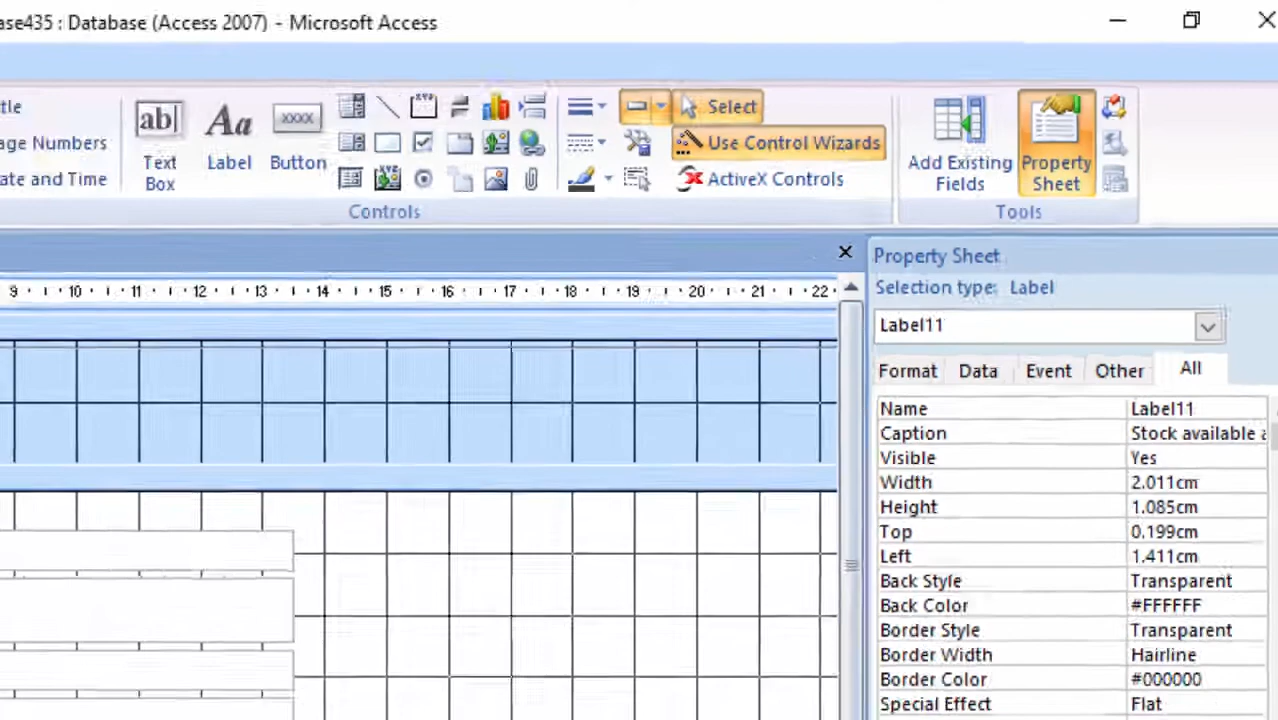 ase435 : Database (Access 2007) - Microsoft Access
tle
age Numbers
ate and Time
ab|
Text
Box
Aa
Label
XXXX
Button
Select
Use Control Wizards
ActiveX Controls
Controls
Add Existing
Fields
Property
Sheet
Tools
9 10 11 12 13 14 15 16 17 18 19 20 21 22
Property Sheet
Selection type: Label
Label11
Format Data Event Other All
Name Label11
Caption Stock available a
Visible Yes
Width 2.011cm
Height 1.085cm
Top 0.199cm
Left 1.411cm
Back Style Transparent
Back Color #FFFFFF
Border Style Transparent
Border Width Hairline
Border Color #000000
Special Effect Flat